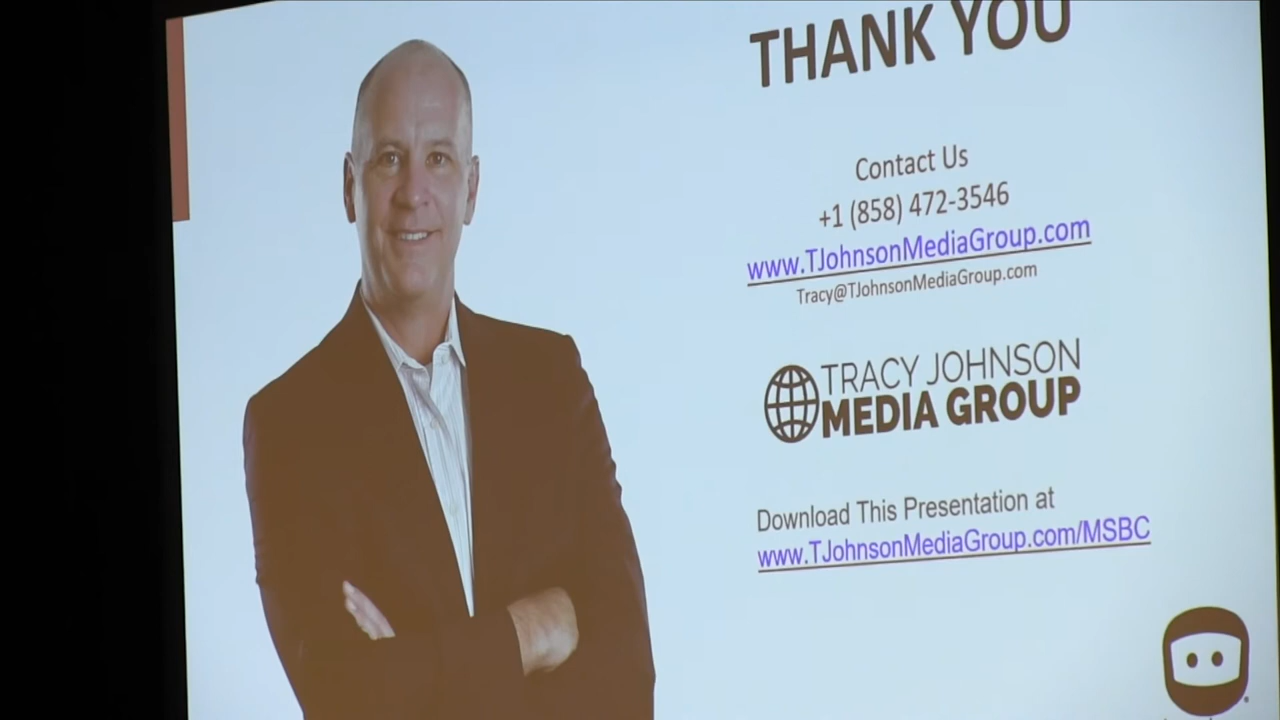 THANK YOU
Contact Us
+1 (858) 472-3546
www.TJohnsonMediaGroup.com
Tracy@TJohnsonMediaGroup.com
TRACY JOHNSON
MEDIA GROUP
Download This Presentation at
www.TJohnsonMediaGroup.com/MSBC